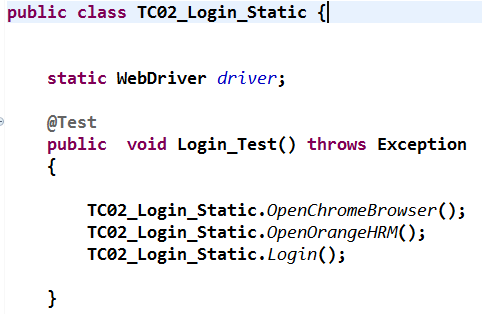 public class TC02_Login_Static {
static WebDriver driver;
@Test
public  void Login_Test() throws Exception
{
TC02_Login_Static.OpenChromeBrowser();
TC02_Login_Static.OpenOrangeHRM();
TC02_Login_Static.Login();
}